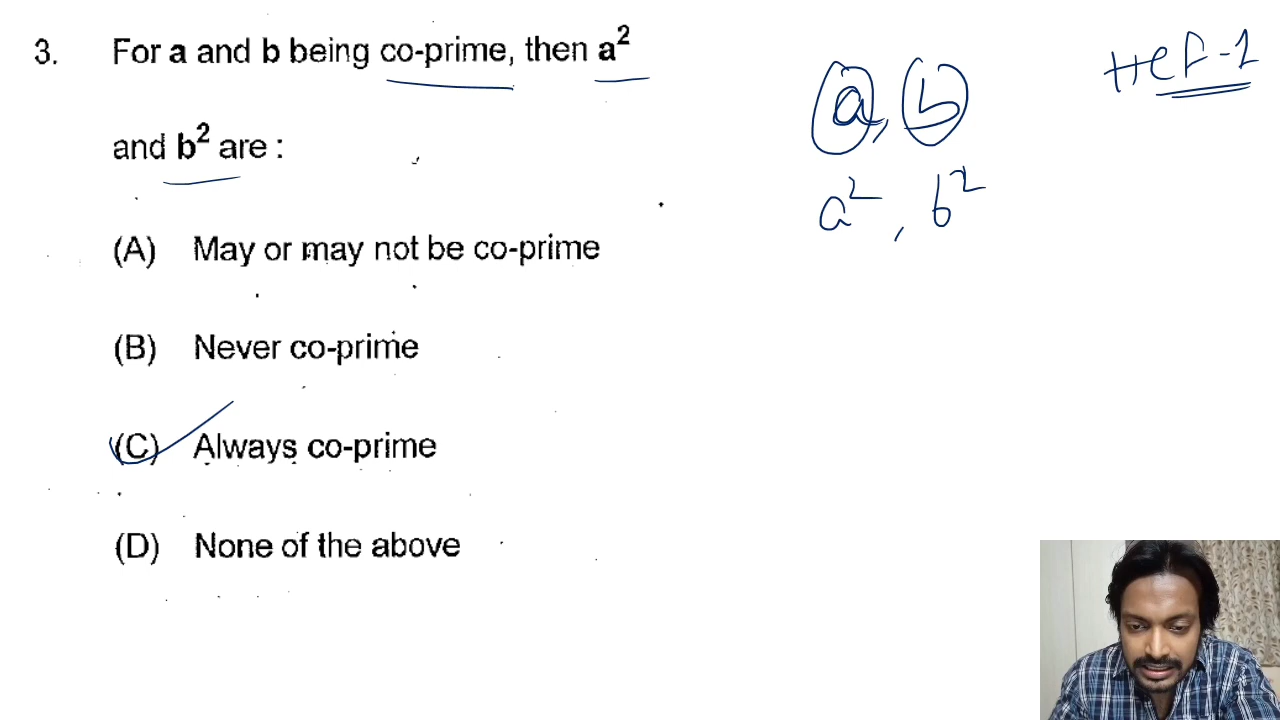 3. For a and b being co-prime, then a²
and b² are :
(A) May or may not be co-prime
(B) Never co-prime
(C) Always co-prime
(D) None of the above
a, b
a², b²
HCF-1